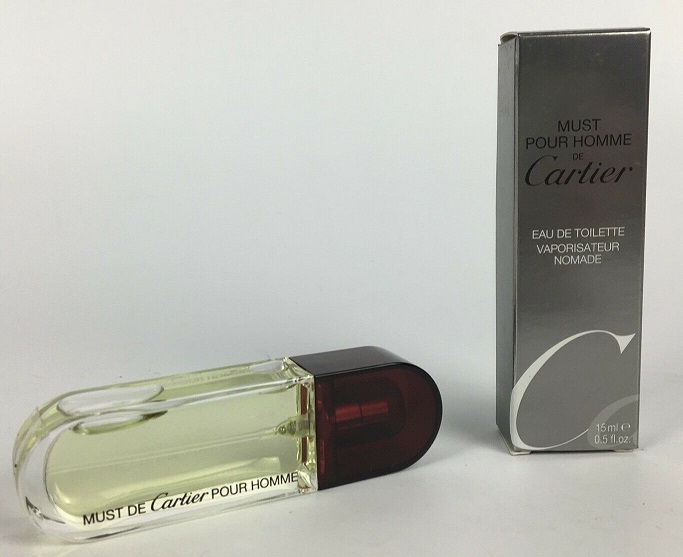 MUST
POUR HOMME
DE
Cartier
EAU DE TOILETTE
VAPORISATEUR
NOMADE
C
15 ml e
0.5 fl.oz.
MUST DE Cartier POUR HOMME